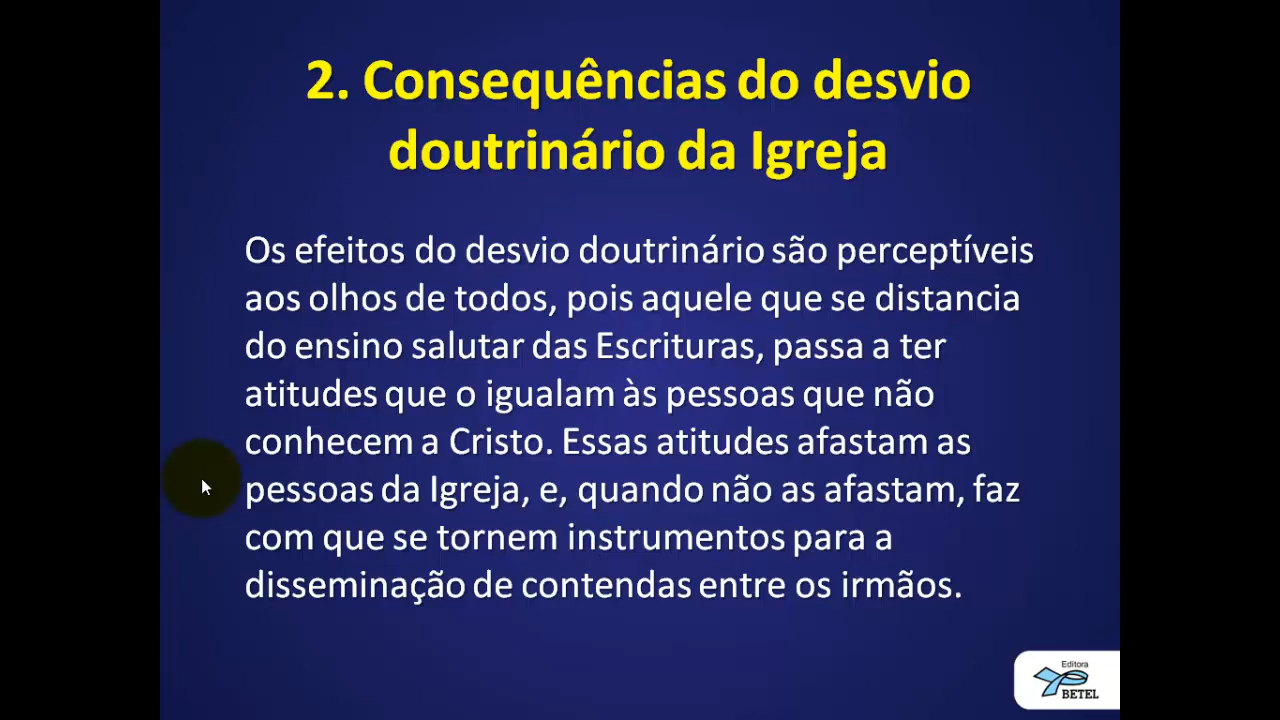 2. Consequências do desvio
doutrinário da Igreja
Os efeitos do desvio doutrinário são perceptíveis
aos olhos de todos, pois aquele que se distancia
do ensino salutar das Escrituras, passa a ter
atitudes que o igualam às pessoas que não
conhecem a Cristo. Essas atitudes afastam as
pessoas da Igreja, e, quando não as afastam, faz
com que se tornem instrumentos para a
disseminação de contendas entre os irmãos.
Editora
BETEL